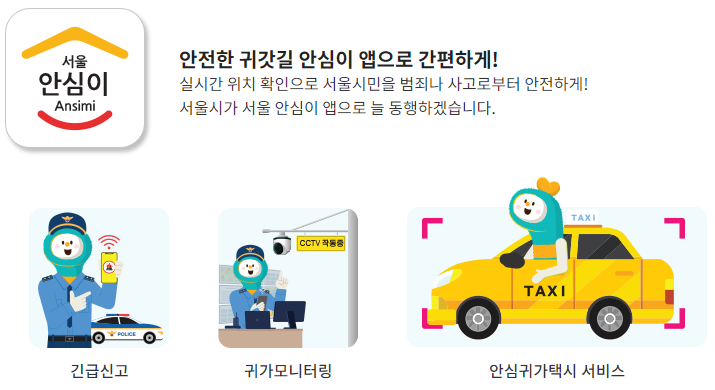 서울
안심이
Ansimi
안전한 귀갓길 안심이 앱으로 간편하게!
실시간 위치 확인으로 서울시민을 범죄나 사고로부터 안전하게!
서울시가 서울 안심이 앱으로 늘 동행하겠습니다.
POLICE
긴급신고
CCTV 작동중
귀가모니터링
TAXI
TAXI
안심귀가택시 서비스